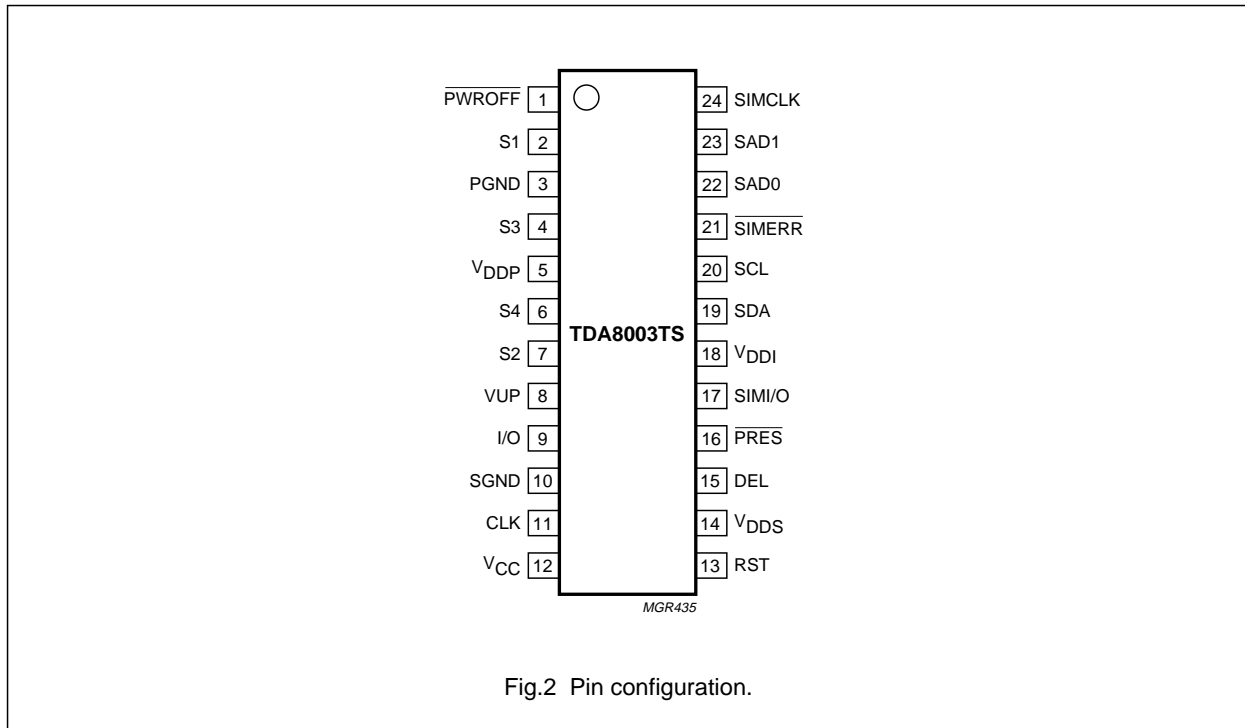 PWROFF 1 24 SIMCLK
S1 2 23 SAD1
PGND 3 22 SAD0
S3 4 21 SIMERR
VDDP 5 20 SCL
S4 6 19 SDA
TDA8003TS
S2 7 18 VDDI
VUP 8 17 SIMI/O
I/O 9 16 PRES
SGND 10 15 DEL
CLK 11 14 VDDS
VCC 12 13 RST
MGR435
Fig.2 Pin configuration.